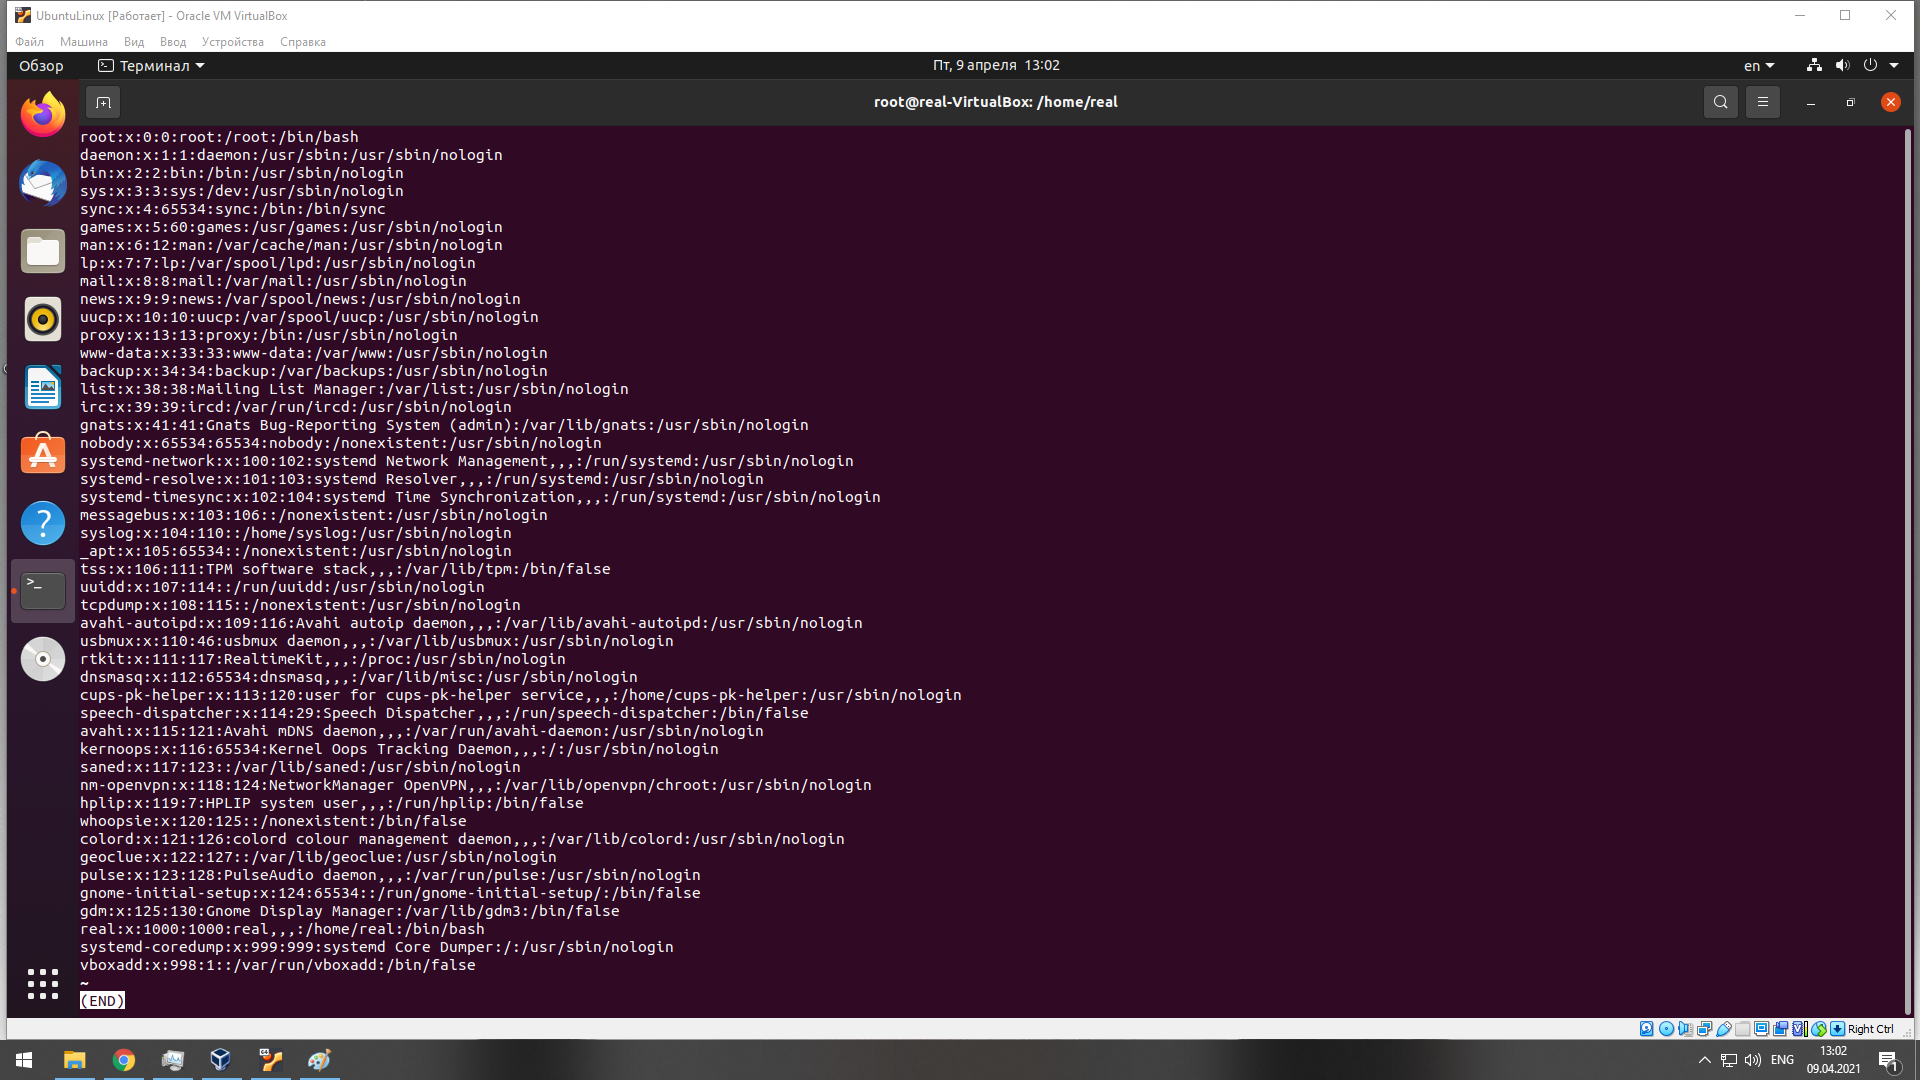 UbuntuLinux [Работает] - Oracle VM VirtualBox
Файл Машина Вид Ввод Устройства Справка
Обзор Терминал Пт, 9 апреля 13:02 en
root@real-VirtualBox: /home/real
root:x:0:0:root:/root:/bin/bash
daemon:x:1:1:daemon:/usr/sbin:/usr/sbin/nologin
bin:x:2:2:bin:/bin:/usr/sbin/nologin
sys:x:3:3:sys:/dev:/usr/sbin/nologin
sync:x:4:65534:sync:/bin:/bin/sync
games:x:5:60:games:/usr/games:/usr/sbin/nologin
man:x:6:12:man:/var/cache/man:/usr/sbin/nologin
lp:x:7:7:lp:/var/spool/lpd:/usr/sbin/nologin
mail:x:8:8:mail:/var/mail:/usr/sbin/nologin
news:x:9:9:news:/var/spool/news:/usr/sbin/nologin
uucp:x:10:10:uucp:/var/spool/uucp:/usr/sbin/nologin
proxy:x:13:13:proxy:/bin:/usr/sbin/nologin
www-data:x:33:33:www-data:/var/www:/usr/sbin/nologin
backup:x:34:34:backup:/var/backups:/usr/sbin/nologin
list:x:38:38:Mailing List Manager:/var/list:/usr/sbin/nologin
irc:x:39:39:ircd:/var/run/ircd:/usr/sbin/nologin
gnats:x:41:41:Gnats Bug-Reporting System (admin):/var/lib/gnats:/usr/sbin/nologin
nobody:x:65534:65534:nobody:/nonexistent:/usr/sbin/nologin
systemd-network:x:100:102:systemd Network Management,,,:/run/systemd:/usr/sbin/nologin
systemd-resolve:x:101:103:systemd Resolver,,,:/run/systemd:/usr/sbin/nologin
systemd-timesync:x:102:104:systemd Time Synchronization,,,:/run/systemd:/usr/sbin/nologin
messagebus:x:103:106::/nonexistent:/usr/sbin/nologin
syslog:x:104:110::/home/syslog:/usr/sbin/nologin
_apt:x:105:65534::/nonexistent:/usr/sbin/nologin
tss:x:106:111:TPM software stack,,,:/var/lib/tpm:/bin/false
uuidd:x:107:114::/run/uuidd:/usr/sbin/nologin
tcpdump:x:108:115::/nonexistent:/usr/sbin/nologin
avahi-autoipd:x:109:116:Avahi autoip daemon,,,:/var/lib/avahi-autoipd:/usr/sbin/nologin
usbmux:x:110:46:usbmux daemon,,,:/var/lib/usbmux:/usr/sbin/nologin
rtkit:x:111:117:RealtimeKit,,,:/proc:/usr/sbin/nologin
dnsmasq:x:112:65534:dnsmasq,,,:/var/lib/misc:/usr/sbin/nologin
cups-pk-helper:x:113:120:user for cups-pk-helper service,,,:/home/cups-pk-helper:/usr/sbin/nologin
speech-dispatcher:x:114:29:Speech Dispatcher,,,:/run/speech-dispatcher:/bin/false
avahi:x:115:121:Avahi mDNS daemon,,,:/var/run/avahi-daemon:/usr/sbin/nologin
kernoops:x:116:65534:Kernel Oops Tracking Daemon,,,:/:/usr/sbin/nologin
saned:x:117:123::/var/lib/saned:/usr/sbin/nologin
nm-openvpn:x:118:124:NetworkManager OpenVPN,,,:/var/lib/openvpn/chroot:/usr/sbin/nologin
hplip:x:119:7:HPLIP system user,,,:/run/hplip:/bin/false
whoopsie:x:120:125::/nonexistent:/bin/false
colord:x:121:126:colord colour management daemon,,,:/var/lib/colord:/usr/sbin/nologin
geoclue:x:122:127::/var/lib/geoclue:/usr/sbin/nologin
pulse:x:123:128:PulseAudio daemon,,,:/var/run/pulse:/usr/sbin/nologin
gnome-initial-setup:x:124:65534::/run/gnome-initial-setup/:/bin/false
gdm:x:125:130:Gnome Display Manager:/var/lib/gdm3:/bin/false
real:x:1000:1000:real,,,:/home/real:/bin/bash
systemd-coredump:x:999:999:systemd Core Dumper:/:/usr/sbin/nologin
vboxadd:x:998:1::/var/run/vboxadd:/bin/false
~
(END)
Right Ctrl
ENG
13:02
09.04.2021
1